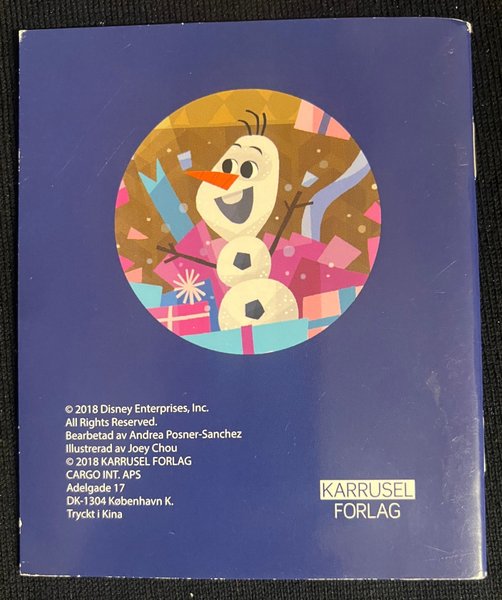 © 2018 Disney Enterprises, Inc.
All Rights Reserved.
Bearbetad av Andrea Posner-Sanchez
Illustrerad av Joey Chou
© 2018 KARRUSEL FORLAG
CARGO INT. APS
Adelgade 17
DK-1304 København K.
Tryckt i Kina
KARRUSEL
FORLAG